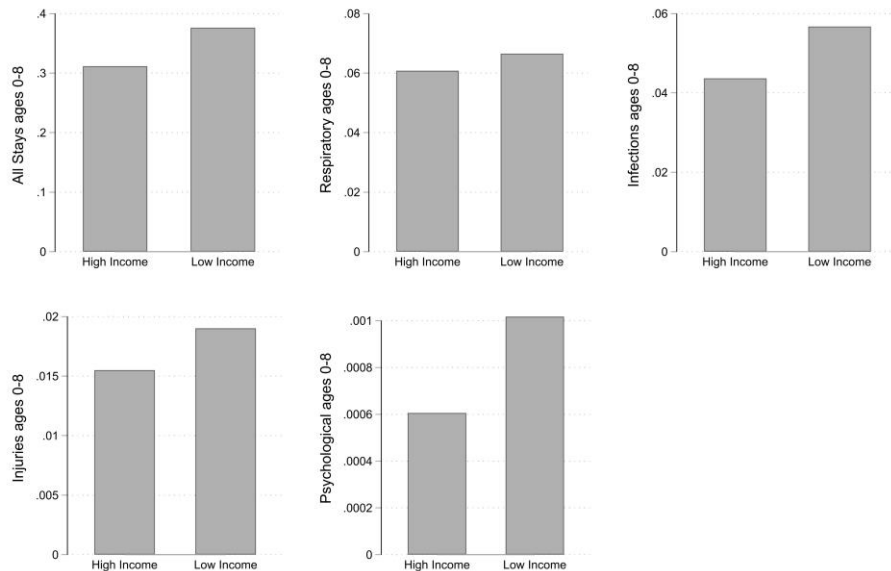 All Stays ages 0-8
.4
.3
.2
.1
0
High Income
Low Income
Respiratory ages 0-8
.08
.06
.04
.02
0
High Income
Low Income
Infections ages 0-8
.06
.04
.02
0
High Income
Low Income
Injuries ages 0-8
.02
.015
.01
.005
0
High Income
Low Income
Psychological ages 0-8
.001
.0008
.0006
.0004
.0002
0
High Income
Low Income